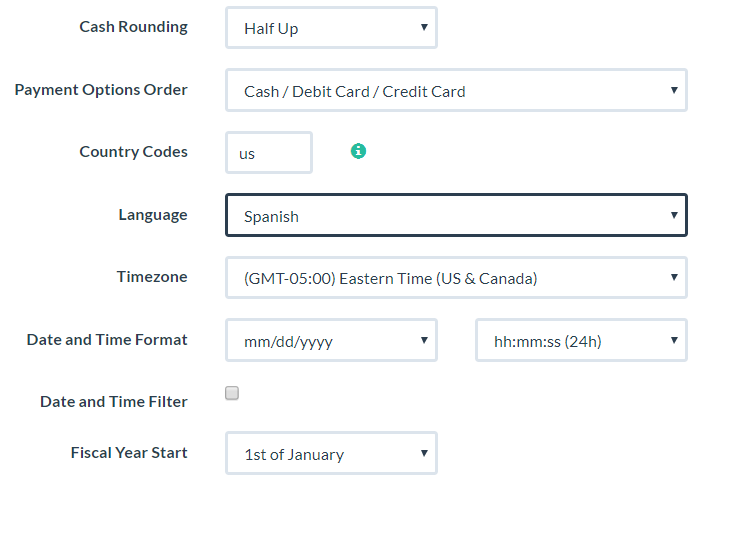 Cash Rounding Half Up
Payment Options Order Cash / Debit Card / Credit Card
Country Codes us
Language Spanish
Timezone (GMT-05:00) Eastern Time (US & Canada)
Date and Time Format mm/dd/yyyy hh:mm:ss (24h)
Date and Time Filter
Fiscal Year Start 1st of January